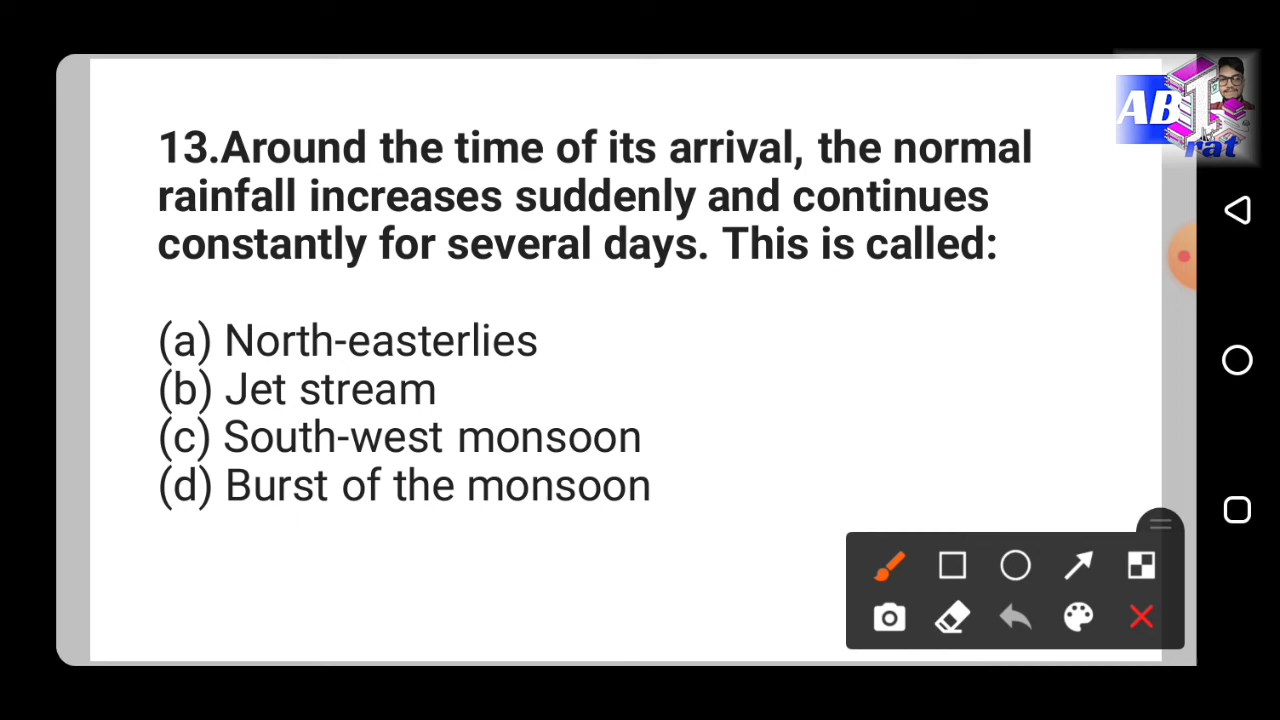 13.Around the time of its arrival, the normal
rainfall increases suddenly and continues
constantly for several days. This is called:
(a) North-easterlies
(b) Jet stream
(c) South-west monsoon
(d) Burst of the monsoon
AB
rat